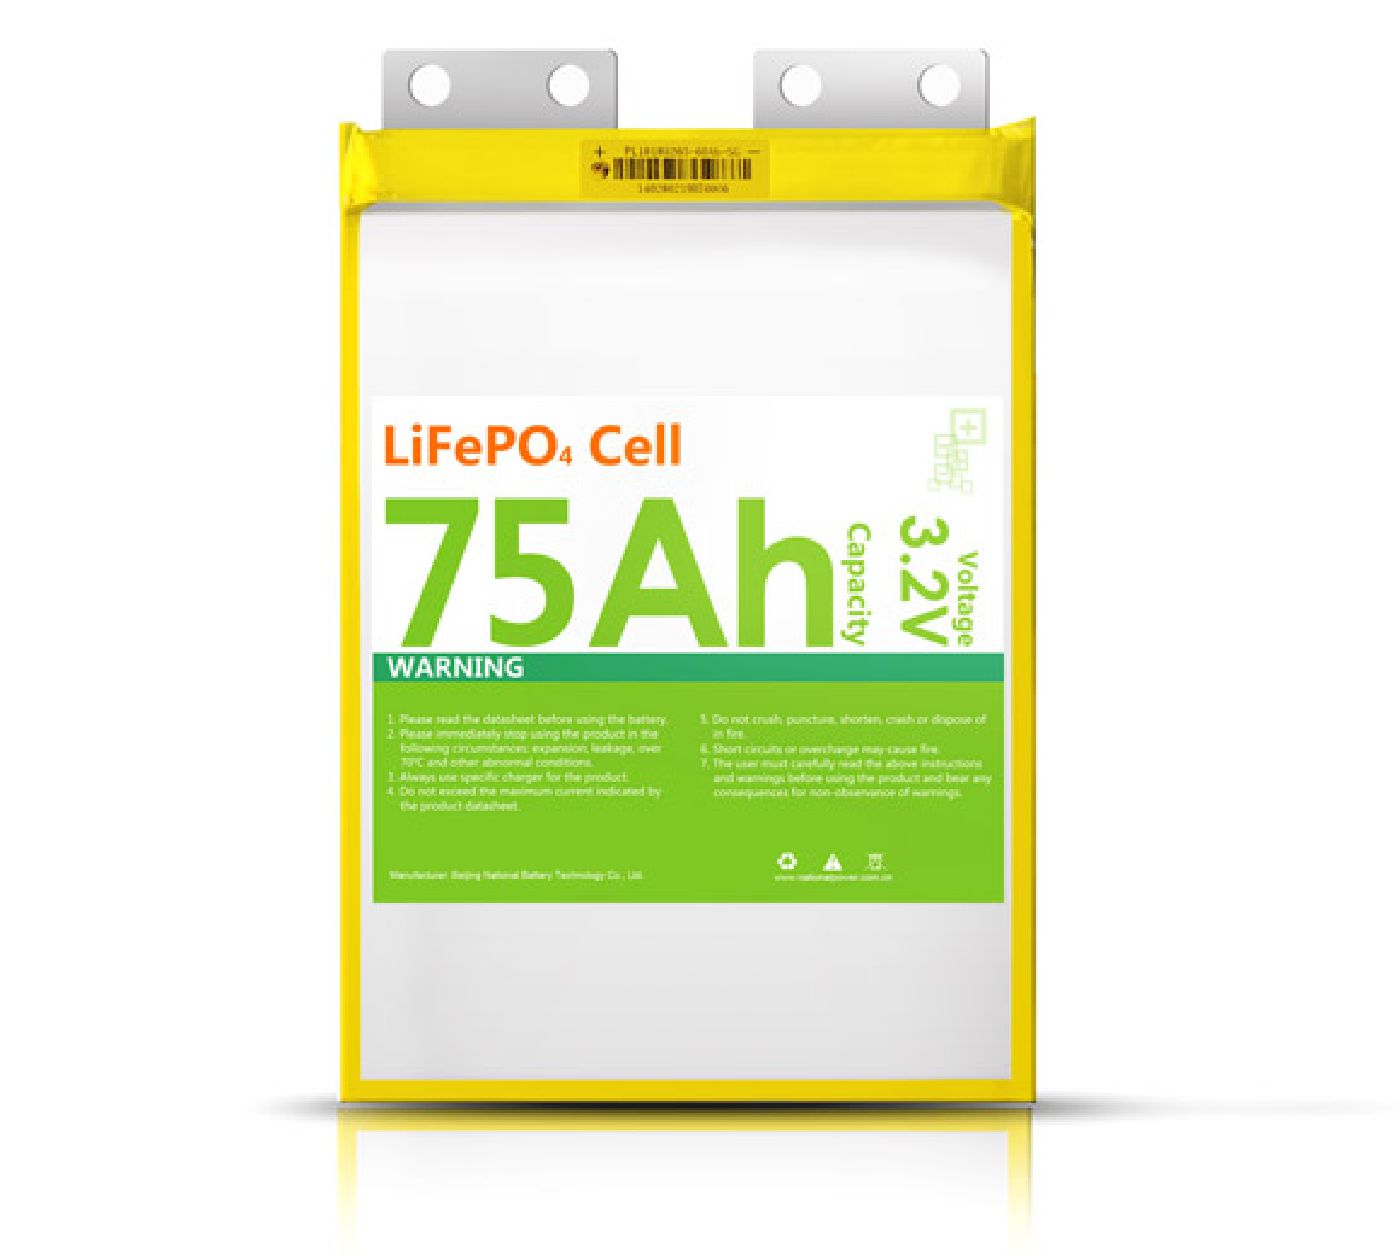 + −
LiFePO4 Cell
75Ah
Capacity
3.2V
Voltage
WARNING
1. Please read the datasheet before using the battery.
2. Please immediately stop using the product in the
following circumstances: expansion, leakage, over
70°C and other abnormal conditions.
3. Always use specific charger for the product.
4. Do not exceed the maximum current indicated by
the product datasheet.
5. Do not crush, puncture, shorten, crash or dispose of
in fire.
6. Short circuits or overcharge may cause fire.
7. The user must carefully read the above instructions
and warnings before using the product and bear any
consequences for non-observance of warnings.
Manufacturer: Beijing National Battery Technology Co., Ltd.
www.nationalpower.com.cn